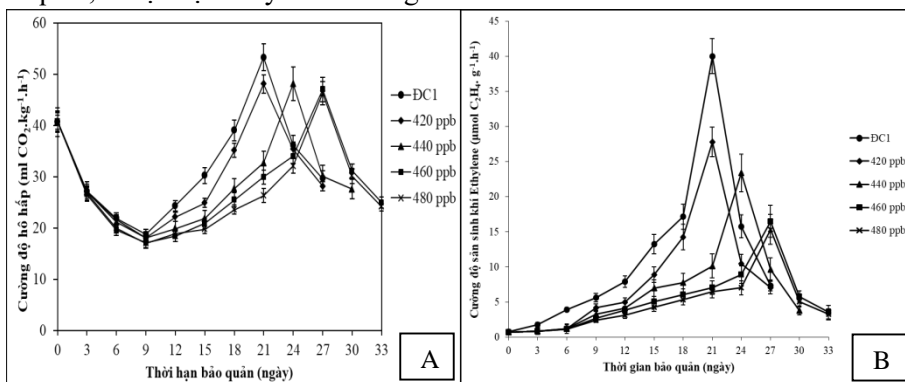 60
50
40
30
20
10
0
0 3 6 9 12 15 18 21 24 27 30 33
Cường độ hô hấp (ml CO₂.kg⁻¹.h⁻¹)
Thời hạn bảo quản (ngày)
ĐC1
420 ppb
440 ppb
460 ppb
480 ppb
A
45
40
35
30
25
20
15
10
5
0
0 3 6 9 12 15 18 21 24 27 30 33
Cường độ sản sinh khí Ethylene (μmol C₂H₄. g⁻¹.h⁻¹)
Thời gian bảo quản (ngày)
ĐC1
420 ppb
440 ppb
460 ppb
480 ppb
B